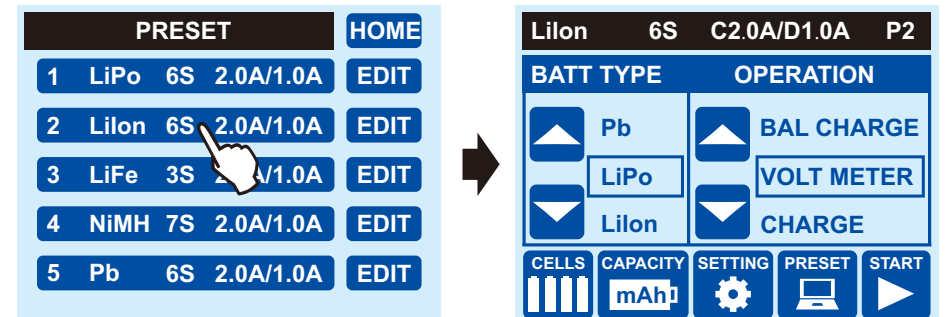 PRESET HOME
1 LiPo 6S 2.0A/1.0A EDIT
2 LiIon 6S 2.0A/1.0A EDIT
3 LiFe 3S A/1.0A EDIT
4 NiMH 7S 2.0A/1.0A EDIT
5 Pb 6S 2.0A/1.0A EDIT
LiIon 6S C2.0A/D1.0A P2
BATT TYPE OPERATION
Pb BAL CHARGE
LiPo VOLT METER
LiIon CHARGE
CELLS CAPACITY SETTING PRESET START
mAh